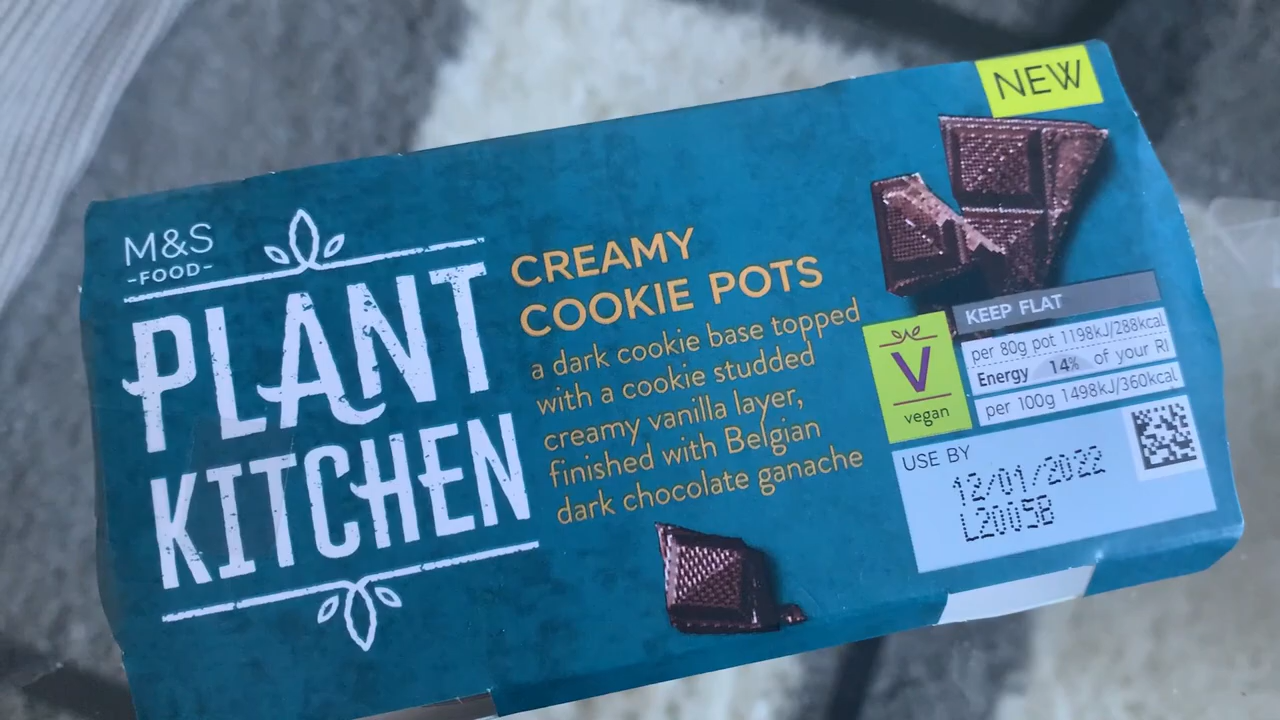 NEW
M&S
-FOOD-
PLANT
KITCHEN
CREAMY
COOKIE POTS
a dark cookie base topped
with a cookie studded
creamy vanilla layer,
finished with Belgian
dark chocolate ganache
V
vegan
KEEP FLAT
per 80g pot 1198kJ/288kcal
Energy 14% of your RI
per 100g 1498kJ/360kcal
USE BY
12/01/2022
L2005B